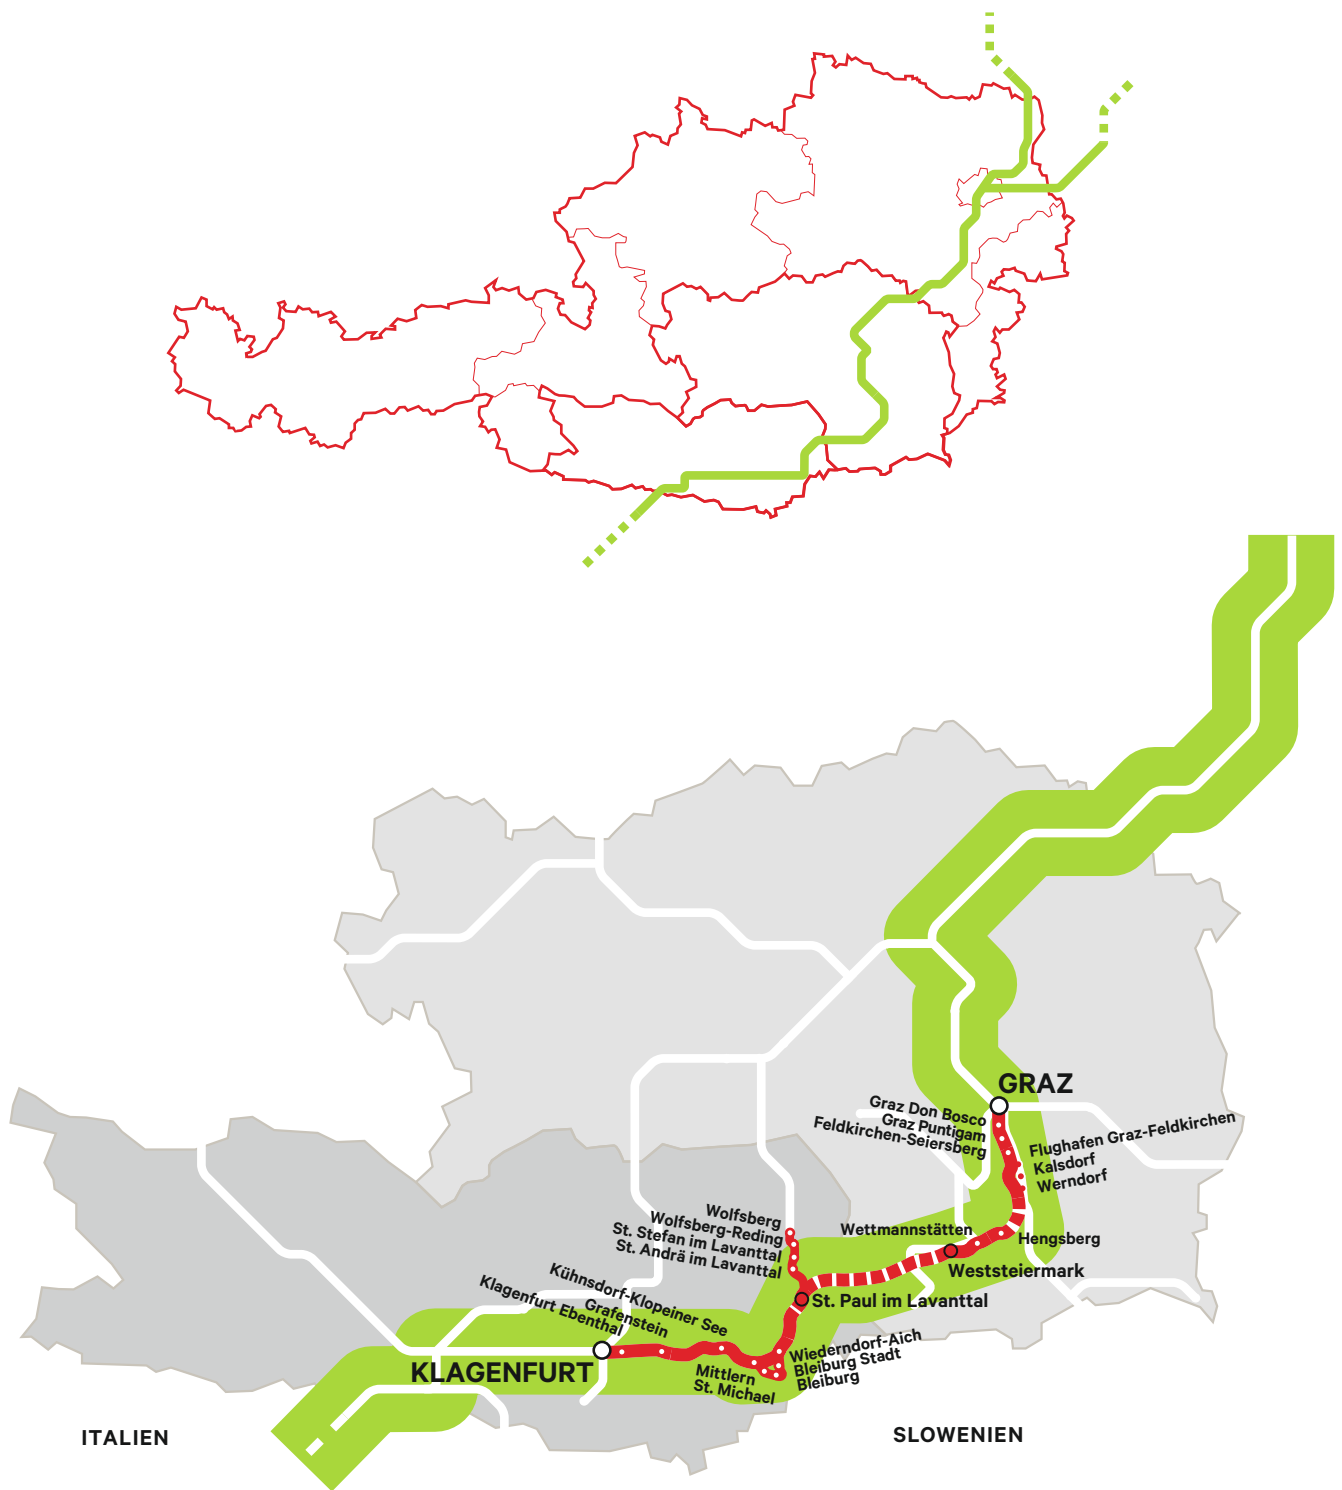 GRAZ
Graz Don Bosco
Graz Puntigam
Feldkirchen-Seiersberg
Flughafen Graz-Feldkirchen
Kalsdorf
Werndorf
Wolfsberg
Wolfsberg-Reding
St. Stefan im Lavanttal
St. Andrä im Lavanttal
Wettmannstätten
Hengsberg
Weststeiermark
St. Paul im Lavanttal
Kühnsdorf-Klopeiner See
Grafenstein
Klagenfurt Ebenthal
KLAGENFURT
Mittlern
St. Michael
Wiederndorf-Aich
Bleiburg Stadt
Bleiburg
ITALIEN
SLOWENIEN